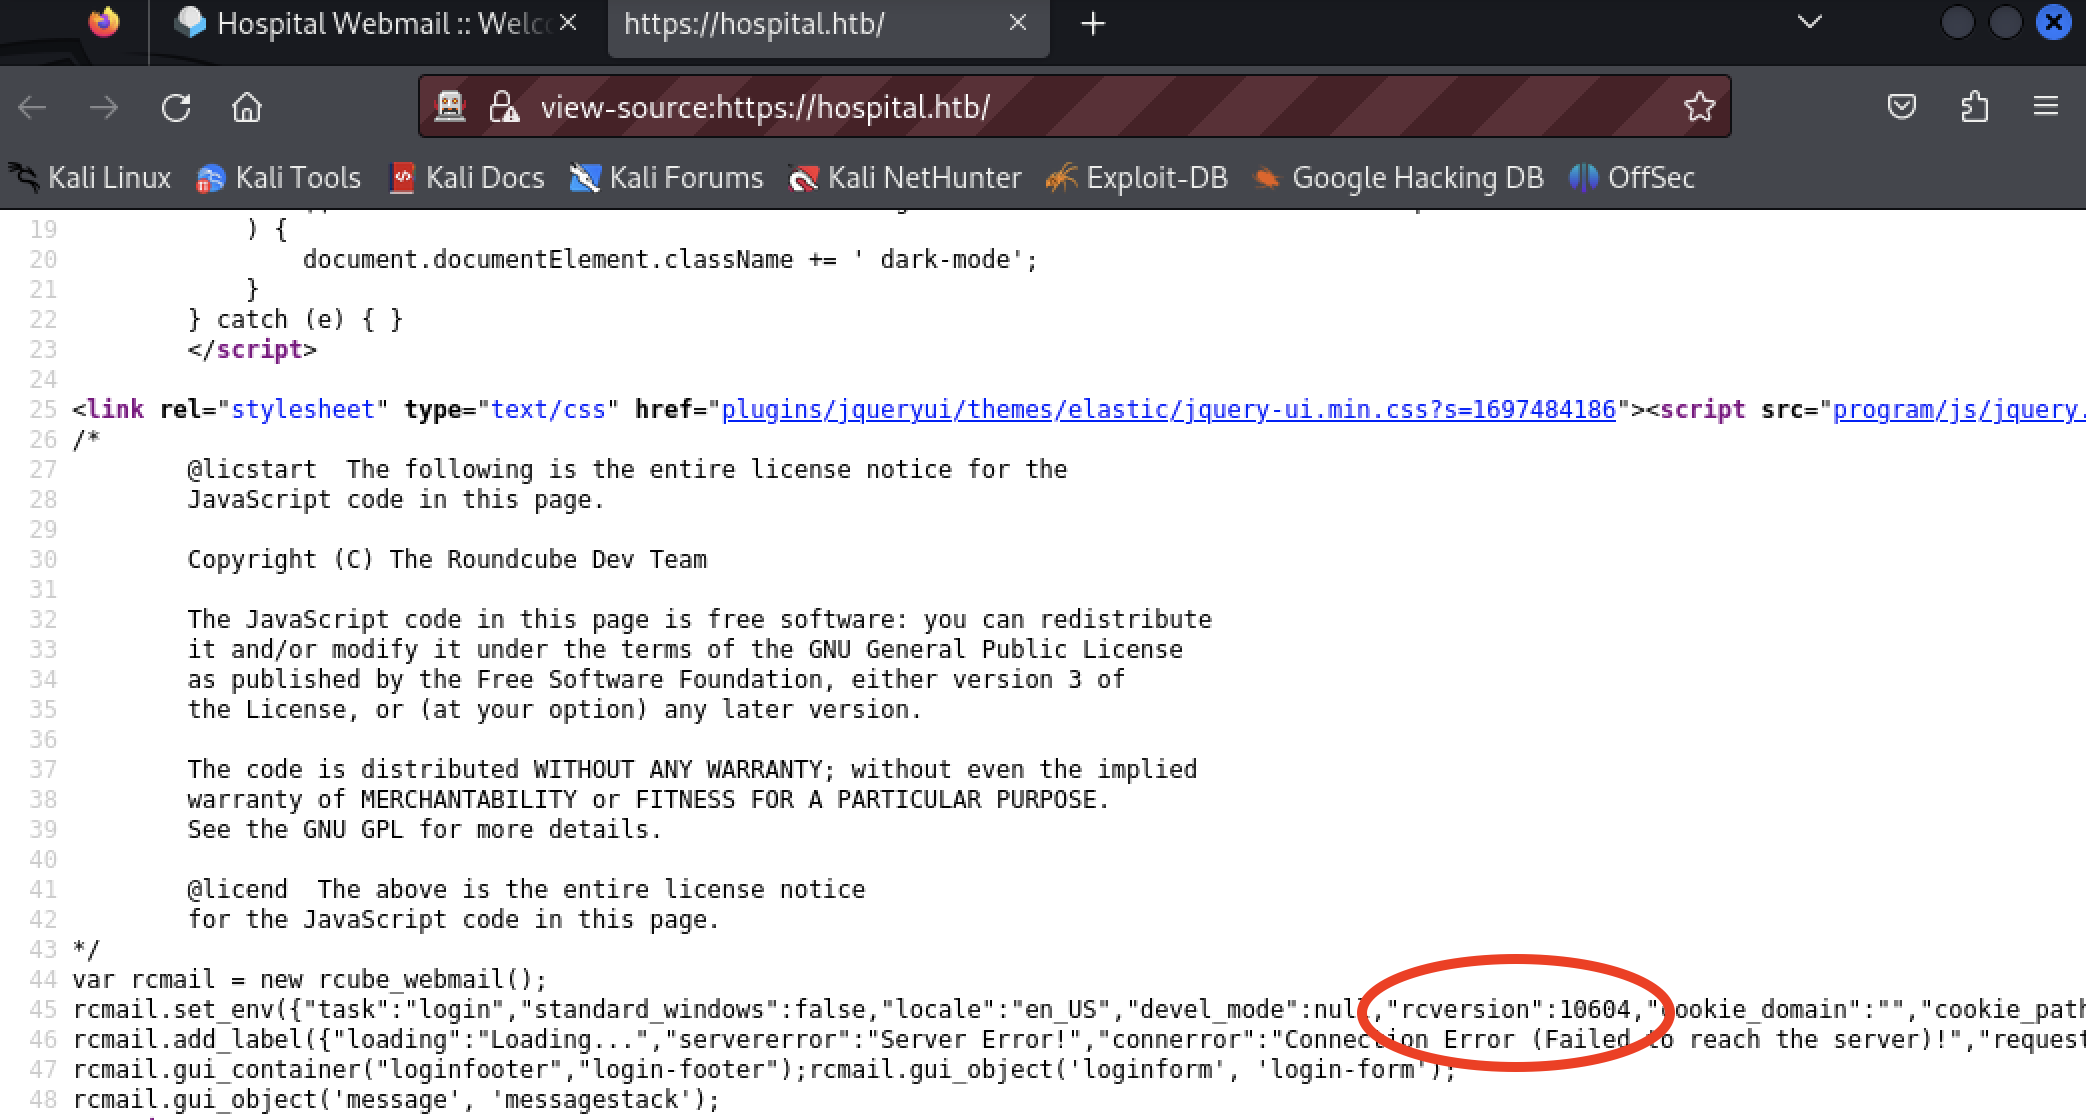 Hospital Webmail :: Welc
https://hospital.htb/
view-source:https://hospital.htb/
Kali Linux Kali Tools Kali Docs Kali Forums Kali NetHunter Exploit-DB Google Hacking DB OffSec
19 ) {
20 document.documentElement.className += ' dark-mode';
21 }
22 } catch (e) { }
23 </script>
24
25 <link rel="stylesheet" type="text/css" href="plugins/jqueryui/themes/elastic/jquery-ui.min.css?s=1697484186"><script src="program/js/jquery.
26 /*
27 @licstart  The following is the entire license notice for the
28 JavaScript code in this page.
29
30 Copyright (C) The Roundcube Dev Team
31
32 The JavaScript code in this page is free software: you can redistribute
33 it and/or modify it under the terms of the GNU General Public License
34 as published by the Free Software Foundation, either version 3 of
35 the License, or (at your option) any later version.
36
37 The code is distributed WITHOUT ANY WARRANTY; without even the implied
38 warranty of MERCHANTABILITY or FITNESS FOR A PARTICULAR PURPOSE.
39 See the GNU GPL for more details.
40
41 @licend  The above is the entire license notice
42 for the JavaScript code in this page.
43 */
44 var rcmail = new rcube_webmail();
45 rcmail.set_env({"task":"login","standard_windows":false,"locale":"en_US","devel_mode":null,"rcversion":10604,"cookie_domain":"","cookie_path
46 rcmail.add_label({"loading":"Loading...","servererror":"Server Error!","connerror":"Connection Error (Failed to reach the server)!","request
47 rcmail.gui_container("loginfooter","login-footer");rcmail.gui_object('loginform', 'login-form');
48 rcmail.gui_object('message', 'messagestack');